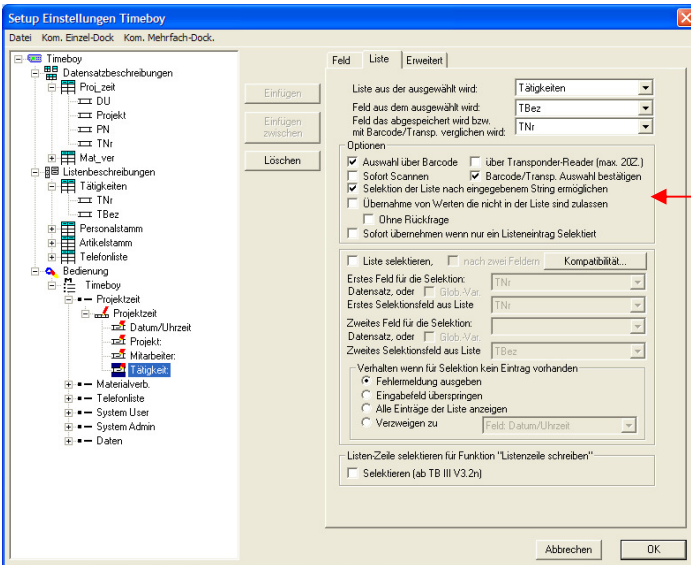 Setup Einstellungen Timeboy
Datei Kom. Einzel-Dock Kom. Mehrfach-Dock.
Timeboy
Datensatzbeschreibungen
Proj_zeit
DU
Projekt
PN
TNr
Mat_ver
Listenbeschreibungen
Tätigkeiten
TNr
TBez
Personalstamm
Artikelstamm
Telefonliste
Bedienung
Timeboy
Projektzeit
Projektzeit
Datum/Uhrzeit
Projekt:
Mitarbeiter:
Tätigkeit:
Materialverb.
Telefonliste
System User
System Admin
Daten
Einfügen
Einfügen
zwischen
Löschen
Feld Liste Erweitert
Liste aus der ausgewählt wird: Tätigkeiten
Feld aus dem ausgewählt wird: TBez
Feld das abgespeichert wird bzw.
mit Barcode/Transp. verglichen wird: TNr
Optionen
Auswahl über Barcode über Transponder-Reader (max. 20Z.)
Sofort Scannen Barcode/Transp. Auswahl bestätigen
Selektion der Liste nach eingegebenem String ermöglichen
Übernahme von Werten die nicht in der Liste sind zulassen
Ohne Rückfrage
Sofort übernehmen wenn nur ein Listeneintrag Selektiert
Liste selektieren, nach zwei Feldern Kompatibilität...
Erstes Feld für die Selektion:
Datensatz, oder Glob.-Var. TNr
Erstes Selektionsfeld aus Liste TNr
Zweites Feld für die Selektion:
Datensatz, oder Glob.-Var.
Zweites Selektionsfeld aus Liste TBez
Verhalten wenn für Selektion kein Eintrag vorhanden
Fehlermeldung ausgeben
Eingabefeld überspringen
Alle Einträge der Liste anzeigen
Verzweigen zu Feld: Datum/Uhrzeit
Listen-Zeile selektieren für Funktion "Listenzeile schreiben"
Selektieren (ab TB III V3.2n)
Abbrechen OK